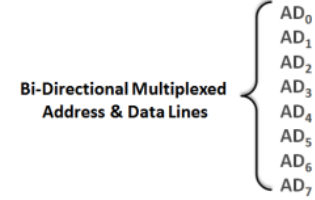 Bi-Directional Multiplexed
Address & Data Lines
AD₀
AD₁
AD₂
AD₃
AD₄
AD₅
AD₆
AD₇